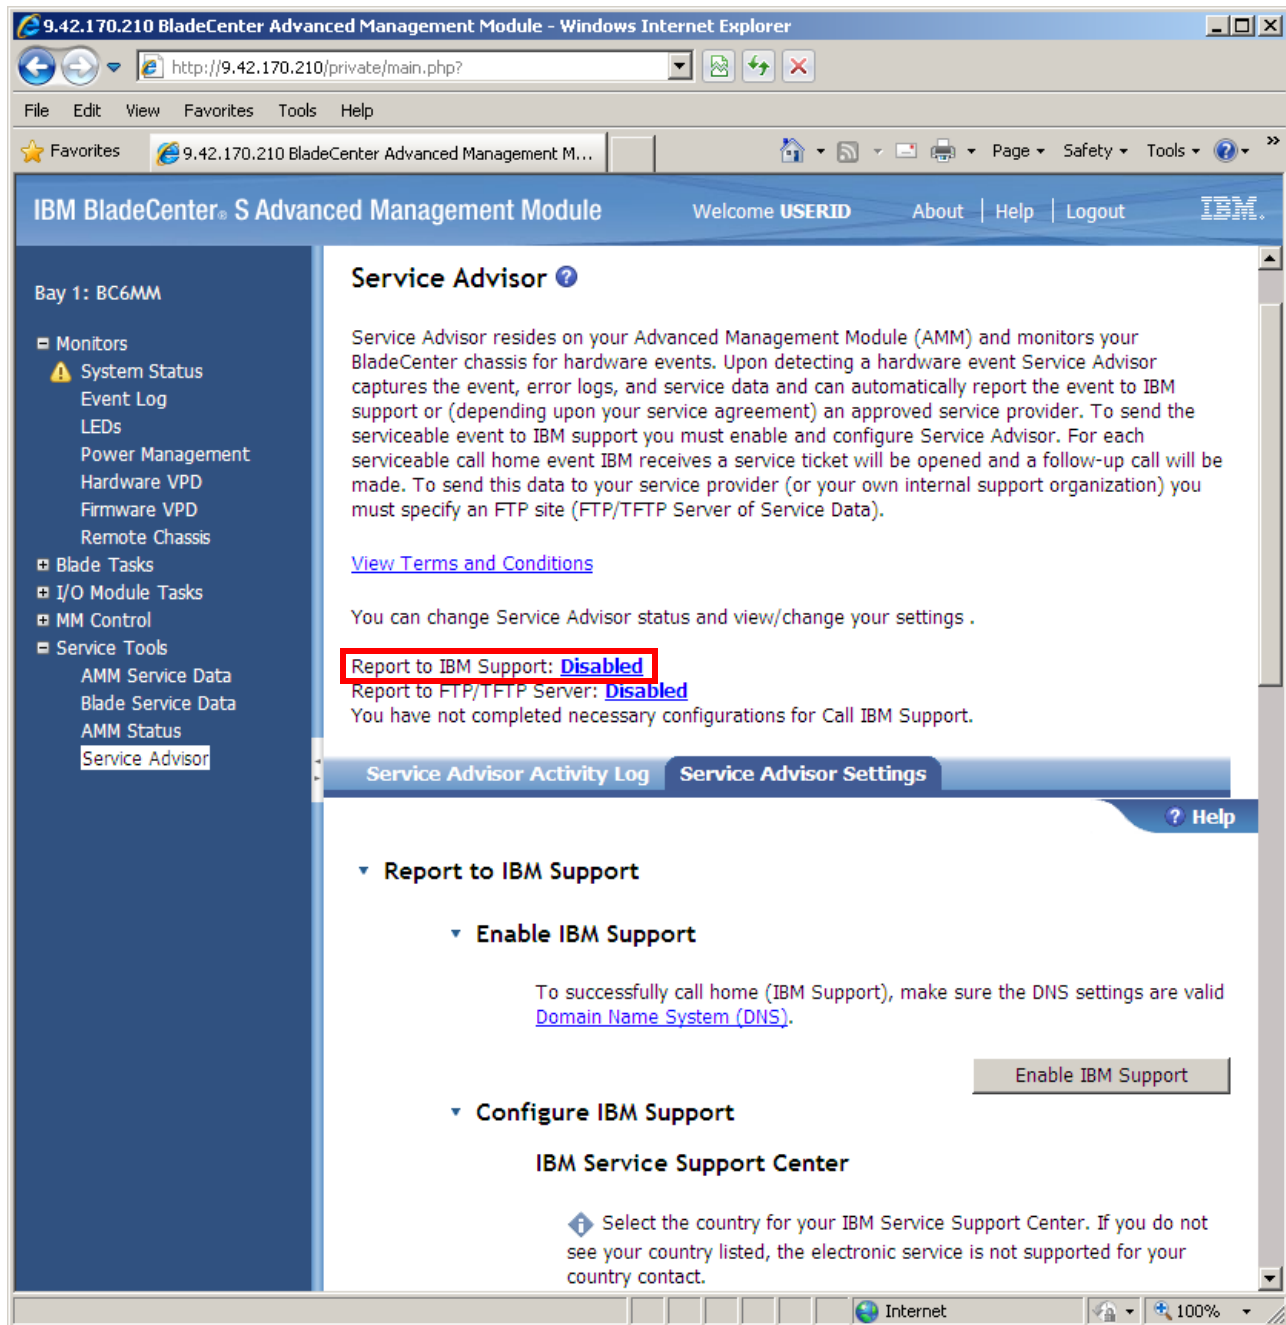 9.42.170.210 BladeCenter Advanced Management Module - Windows Internet Explorer
http://9.42.170.210/private/main.php?
File Edit View Favorites Tools Help
Favorites 9.42.170.210 BladeCenter Advanced Management M... Page Safety Tools »
IBM BladeCenter® S Advanced Management Module Welcome USERID About | Help | Logout IBM.
Bay 1: BC6MM
Monitors
System Status
Event Log
LEDs
Power Management
Hardware VPD
Firmware VPD
Remote Chassis
Blade Tasks
I/O Module Tasks
MM Control
Service Tools
AMM Service Data
Blade Service Data
AMM Status
Service Advisor
Service Advisor
Service Advisor resides on your Advanced Management Module (AMM) and monitors your
BladeCenter chassis for hardware events. Upon detecting a hardware event Service Advisor
captures the event, error logs, and service data and can automatically report the event to IBM
support or (depending upon your service agreement) an approved service provider. To send the
serviceable event to IBM support you must enable and configure Service Advisor. For each
serviceable call home event IBM receives a service ticket will be opened and a follow-up call will be
made. To send this data to your service provider (or your own internal support organization) you
must specify an FTP site (FTP/TFTP Server of Service Data).
View Terms and Conditions
You can change Service Advisor status and view/change your settings .
Report to IBM Support: Disabled
Report to FTP/TFTP Server: Disabled
You have not completed necessary configurations for Call IBM Support.
Service Advisor Activity Log Service Advisor Settings
? Help
Report to IBM Support
Enable IBM Support
To successfully call home (IBM Support), make sure the DNS settings are valid
Domain Name System (DNS).
Enable IBM Support
Configure IBM Support
IBM Service Support Center
Select the country for your IBM Service Support Center. If you do not
see your country listed, the electronic service is not supported for your
country contact.
Internet 100%